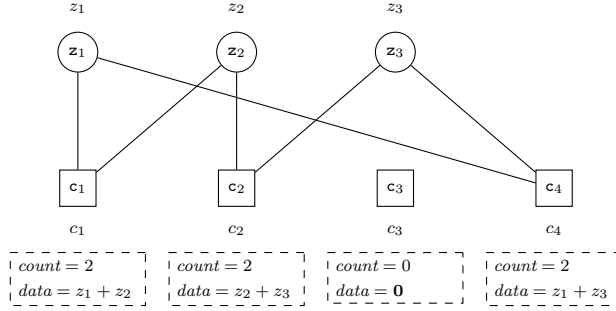 z₁ z₂ z₃
z₁ z₂ z₃
c₁ c₂ c₃ c₄
c₁ c₂ c₃ c₄
count = 2 count = 2 count = 0 count = 2
data = z₁ + z₂ data = z₂ + z₃ data = 0 data = z₁ + z₃